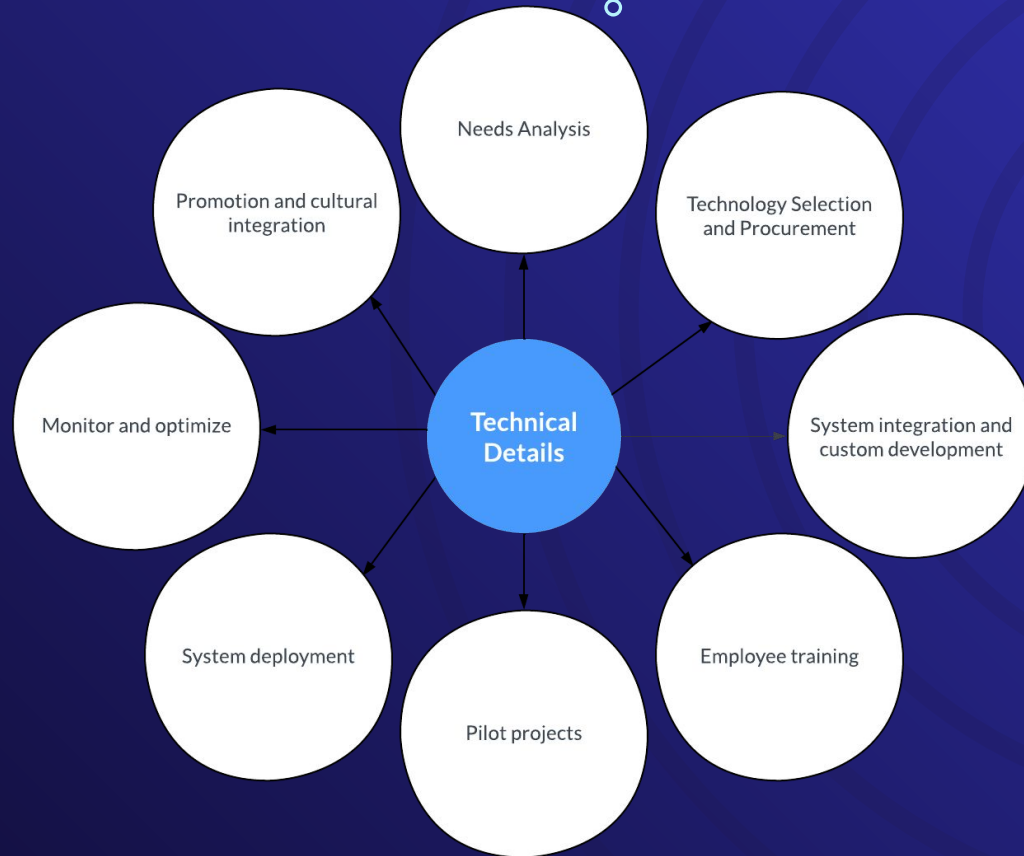 Needs Analysis
Promotion and cultural
integration
Technology Selection
and Procurement
Monitor and optimize
Technical
Details
System integration and
custom development
System deployment
Employee training
Pilot projects